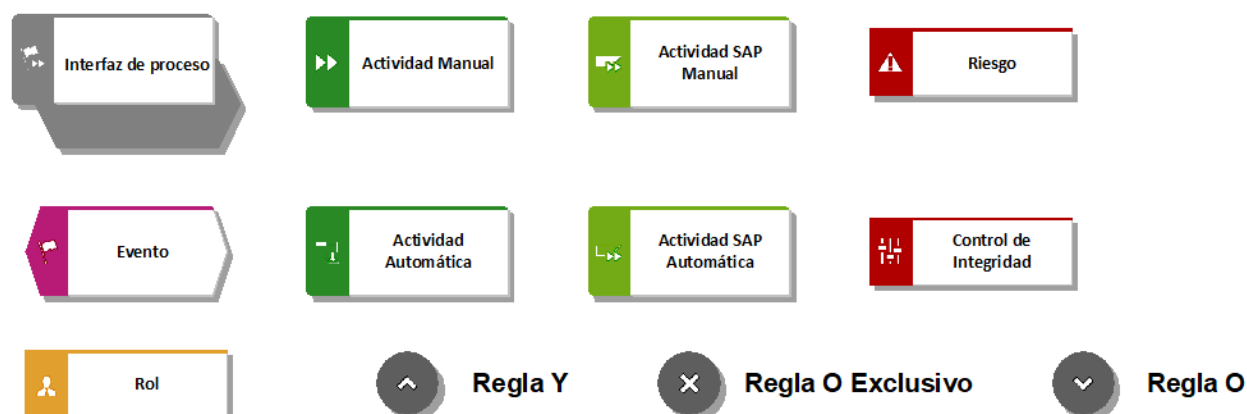 Interfaz de proceso
Actividad Manual
Actividad SAP
Manual
Riesgo
Evento
Actividad
Automática
Actividad SAP
Automática
Control de
Integridad
Rol
Regla Y
Regla O Exclusivo
Regla O